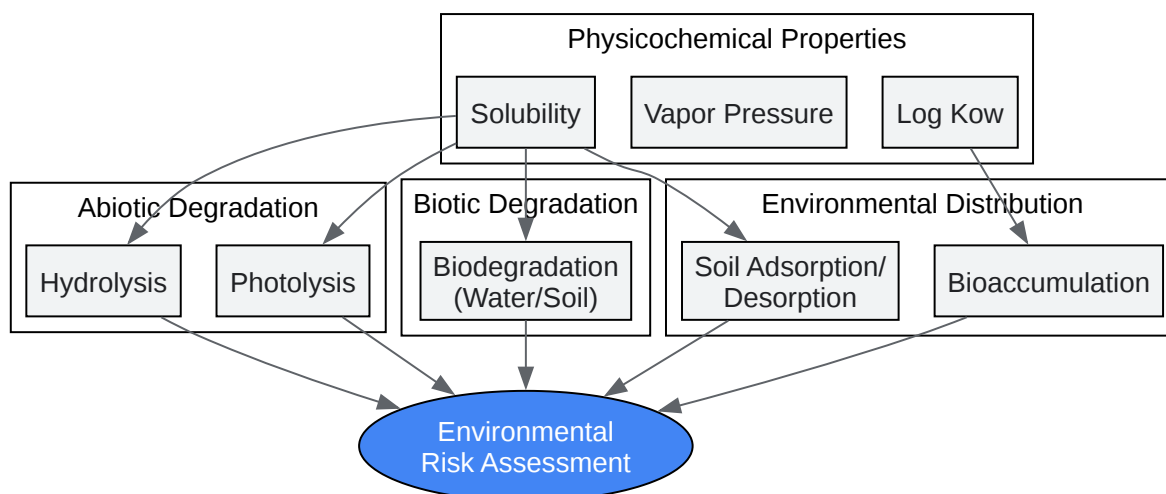 Physicochemical Properties
Solubility
Vapor Pressure
Log Kow
Abiotic Degradation
Hydrolysis
Photolysis
Biotic Degradation
Biodegradation
(Water/Soil)
Environmental Distribution
Soil Adsorption/
Desorption
Bioaccumulation
Environmental
Risk Assessment